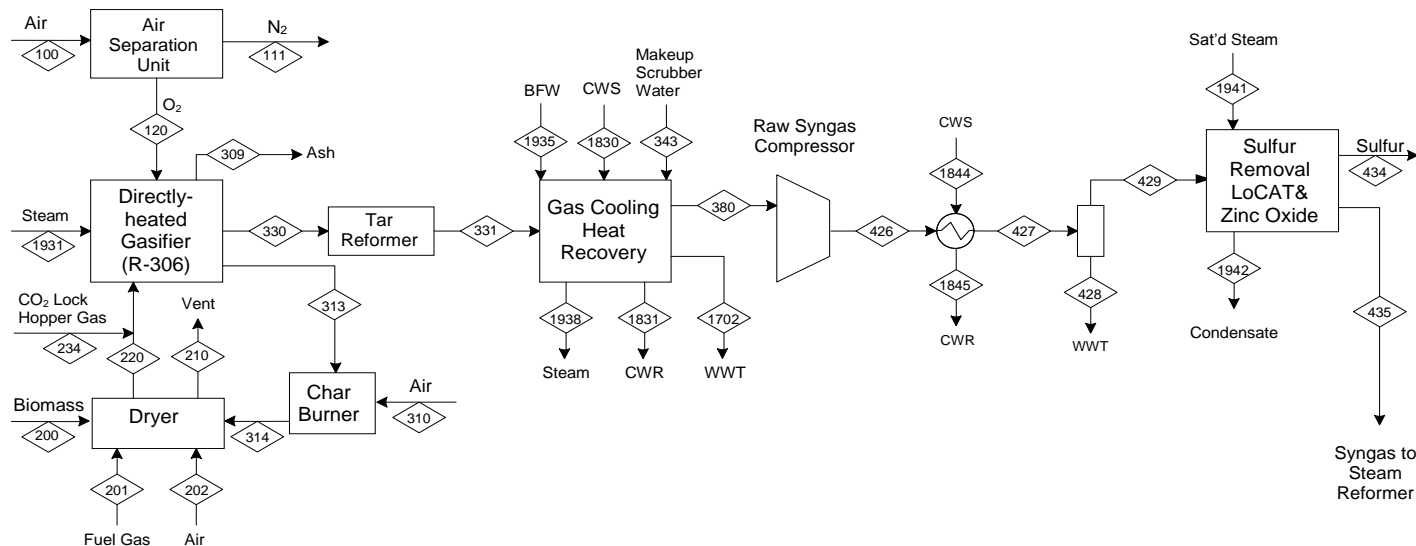 Air
100
Air
Separation
Unit
N₂
111
O₂
120
309
Ash
Steam
1931
Directly-
heated
Gasifier
(R-306)
330
Tar
Reformer
331
313
CO₂ Lock
Hopper Gas
234
220
Vent
210
Biomass
200
Dryer
314
Char
Burner
Air
310
201
Fuel Gas
202
Air
BFW
1935
CWS
1830
Makeup
Scrubber
Water
343
Gas Cooling
Heat
Recovery
380
1938
Steam
1831
CWR
1702
WWT
Raw Syngas
Compressor
426
CWS
1844
1845
CWR
427
428
WWT
429
Sat'd Steam
1941
Sulfur
Removal
LoCAT&
Zinc Oxide
Sulfur
434
1942
Condensate
435
Syngas to
Steam
Reformer